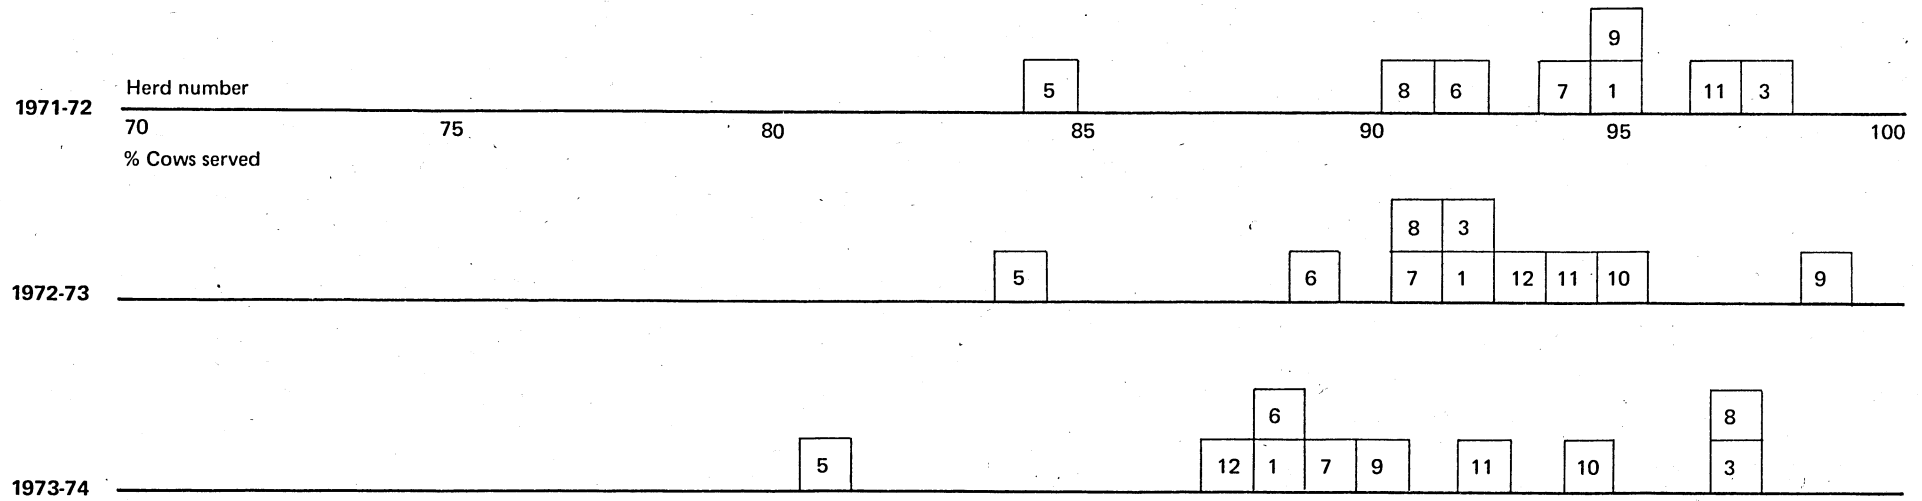 9
5 8 6 7 1 11 3
Herd number
1971-72
70 75 80 85 90 95 100
% Cows served
8 3
5 6 7 1 12 11 10 9
1972-73
6 8
5 12 1 7 9 11 10 3
1973-74